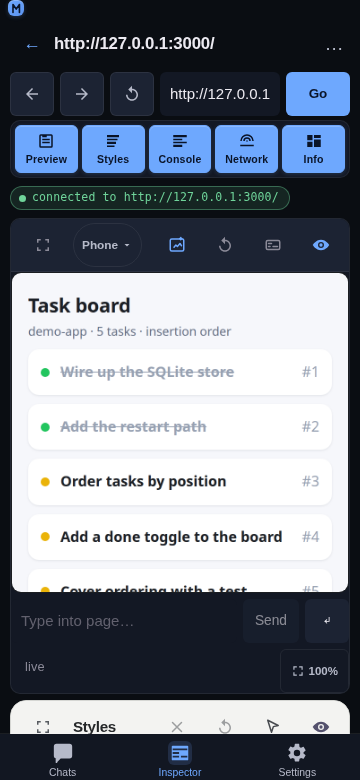 M
← http://127.0.0.1:3000/ ...
http://127.0.0.1 Go
Preview Styles Console Network Info
connected to http://127.0.0.1:3000/
Phone
Task board
demo-app · 5 tasks · insertion order
Wire up the SQLite store #1
Add the restart path #2
Order tasks by position #3
Add a done toggle to the board #4
Cover ordering with a test #5
Type into page… Send
live
100%
Styles
Chats Inspector Settings